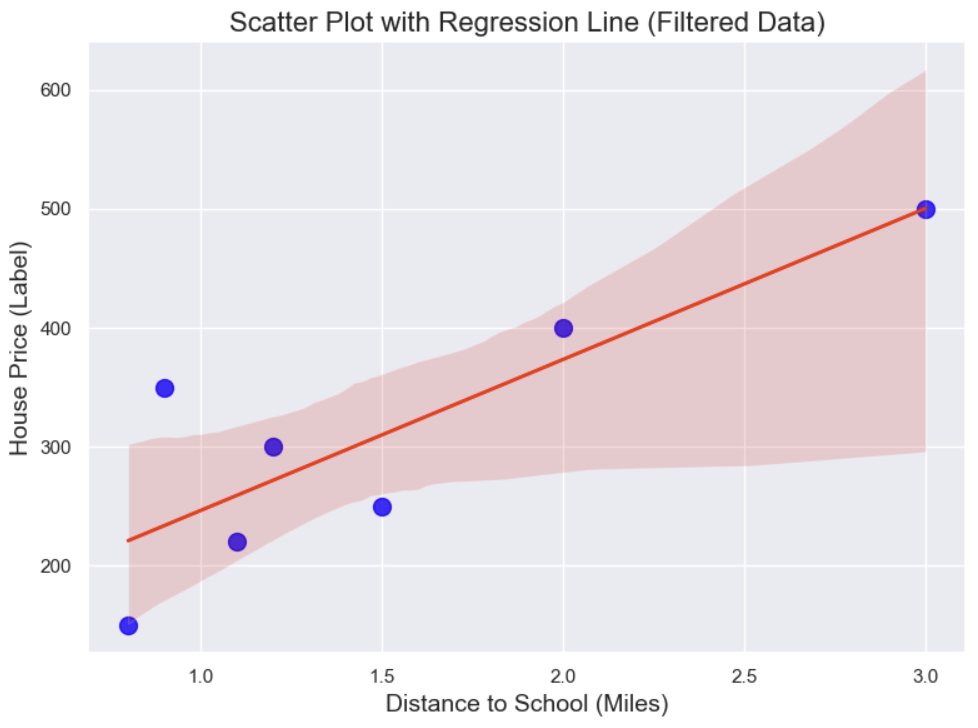 Scatter Plot with Regression Line (Filtered Data)
600
500
400
300
200
House Price (Label)
1.0 1.5 2.0 2.5 3.0
Distance to School (Miles)